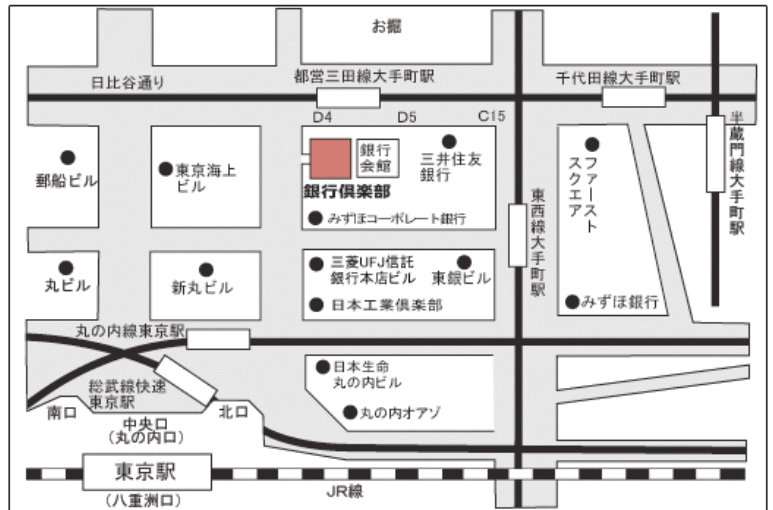 お掘
日比谷通り
都営三田線大手町駅
千代田線大手町駅
D4
D5
C15
半蔵門線大手町駅
郵船ビル
東京海上
ビル
銀行
会館
三井住友
銀行
ファースト
スクエア
銀行倶楽部
みずほコーポレート銀行
東西線大手町駅
丸ビル
新丸ビル
三菱UFJ信託
銀行本店ビル
東銀ビル
日本工業倶楽部
みずほ銀行
丸の内線東京駅
総武線快速
東京駅
日本生命
丸の内ビル
丸の内オアゾ
南口
中央口
(丸の内口)
北口
東京駅
(八重洲口)
JR線